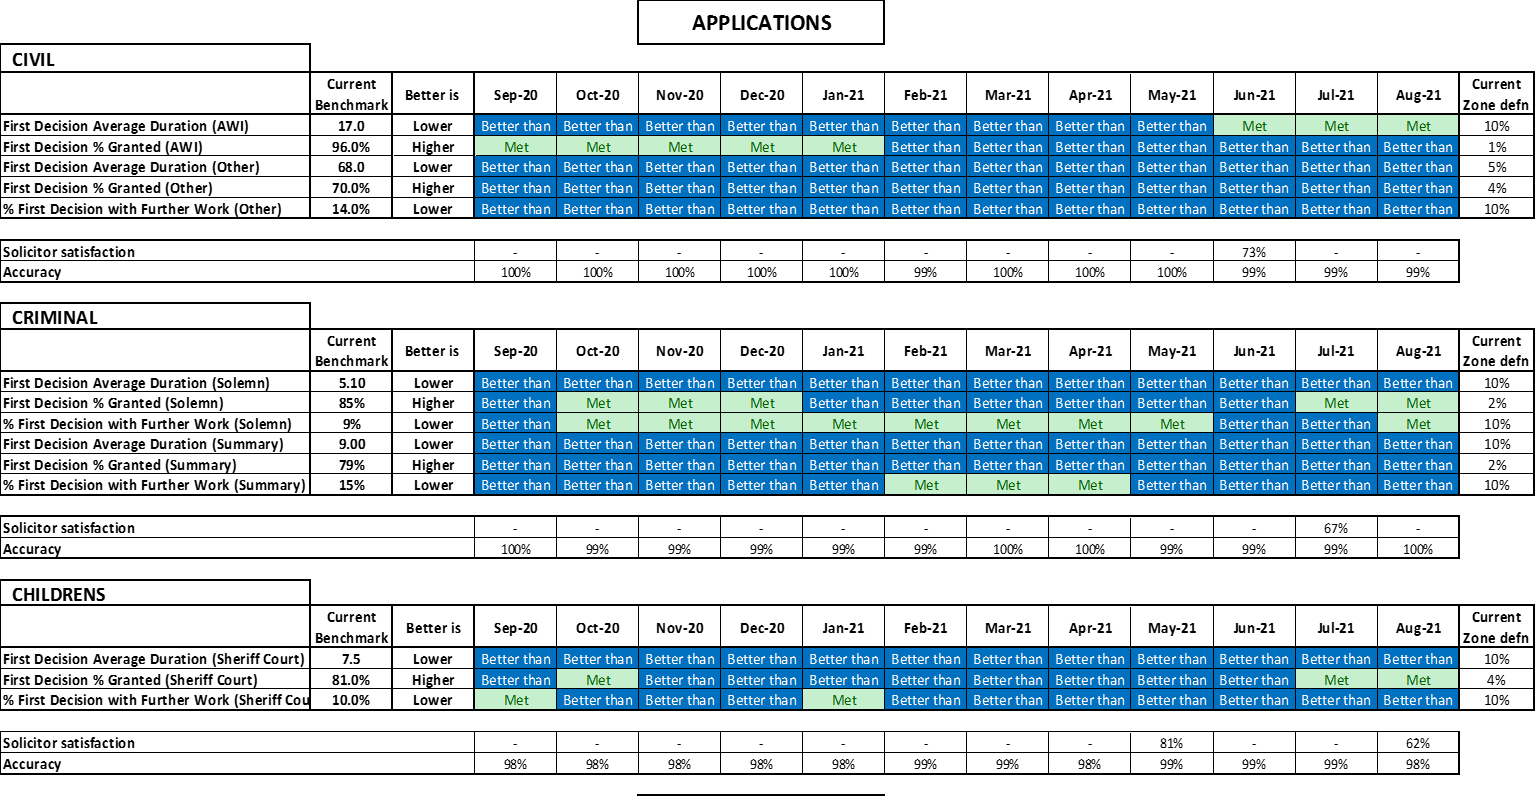 APPLICATIONS
CIVIL
Current Benchmark Better is Sep-20 Oct-20 Nov-20 Dec-20 Jan-21 Feb-21 Mar-21 Apr-21 May-21 Jun-21 Jul-21 Aug-21 Current Zone defn
First Decision Average Duration (AWI) 17.0 Lower Better than Better than Better than Better than Better than Better than Better than Better than Better than Met Met Met 10%
First Decision % Granted (AWI) 96.0% Higher Met Met Met Met Met Better than Better than Better than Better than Better than Better than Better than 1%
First Decision Average Duration (Other) 68.0 Lower Better than Better than Better than Better than Better than Better than Better than Better than Better than Better than Better than Better than 5%
First Decision % Granted (Other) 70.0% Higher Better than Better than Better than Better than Better than Better than Better than Better than Better than Better than Better than Better than 4%
% First Decision with Further Work (Other) 14.0% Lower Better than Better than Better than Better than Better than Better than Better than Better than Better than Better than Better than Better than 10%
Solicitor satisfaction - - - - - - - - - 73% - -
Accuracy 100% 100% 100% 100% 100% 99% 100% 100% 100% 99% 99% 99%
CRIMINAL
Current Benchmark Better is Sep-20 Oct-20 Nov-20 Dec-20 Jan-21 Feb-21 Mar-21 Apr-21 May-21 Jun-21 Jul-21 Aug-21 Current Zone defn
First Decision Average Duration (Solemn) 5.10 Lower Better than Better than Better than Better than Better than Better than Better than Better than Better than Better than Better than Better than 10%
First Decision % Granted (Solemn) 85% Higher Better than Met Met Met Better than Better than Better than Better than Better than Better than Met Met 2%
% First Decision with Further Work (Solemn) 9% Lower Better than Met Met Met Met Met Met Met Met Better than Better than Met 10%
First Decision Average Duration (Summary) 9.00 Lower Better than Better than Better than Better than Better than Better than Better than Better than Better than Better than Better than Better than 10%
First Decision % Granted (Summary) 79% Higher Better than Better than Better than Better than Better than Better than Better than Better than Better than Better than Better than Better than 2%
% First Decision with Further Work (Summary) 15% Lower Better than Better than Better than Better than Better than Met Met Met Better than Better than Better than Better than 10%
Solicitor satisfaction - - - - - - - - - - 67% -
Accuracy 100% 99% 99% 99% 99% 99% 100% 100% 99% 99% 99% 100%
CHILDRENS
Current Benchmark Better is Sep-20 Oct-20 Nov-20 Dec-20 Jan-21 Feb-21 Mar-21 Apr-21 May-21 Jun-21 Jul-21 Aug-21 Current Zone defn
First Decision Average Duration (Sheriff Court) 7.5 Lower Better than Better than Better than Better than Better than Better than Better than Better than Better than Better than Better than Better than 10%
First Decision % Granted (Sheriff Court) 81.0% Higher Better than Met Better than Better than Better than Better than Better than Better than Better than Better than Met Met 4%
% First Decision with Further Work (Sheriff Cou 10.0% Lower Met Better than Better than Better than Met Better than Better than Better than Better than Better than Better than Better than 10%
Solicitor satisfaction - - - - - - - - 81% - - 62%
Accuracy 98% 98% 98% 98% 98% 99% 99% 98% 99% 99% 99% 98%